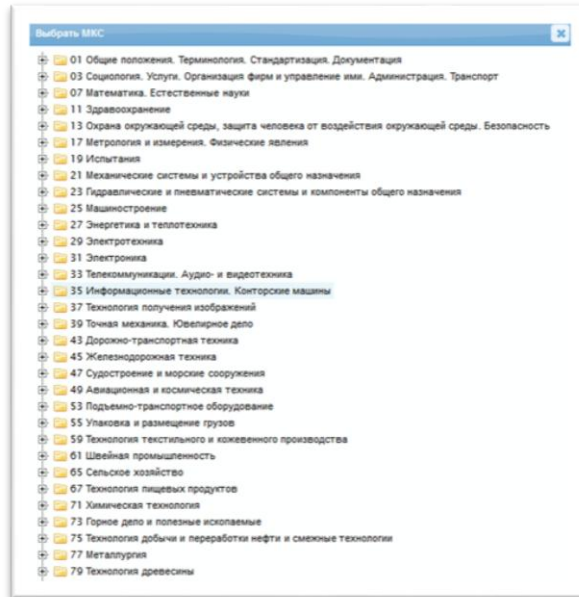 Выбрать МКС
01 Общие положения. Терминология. Стандартизация. Документация
03 Социология. Услуги. Организация фирм и управление ими. Администрация. Транспорт
07 Математика. Естественные науки
11 Здравоохранение
13 Охрана окружающей среды, защита человека от воздействия окружающей среды. Безопасность
17 Метрология и измерения. Физические явления
19 Испытания
21 Механические системы и устройства общего назначения
23 Гидравлические и пневматические системы и компоненты общего назначения
25 Машиностроение
27 Энергетика и теплотехника
29 Электротехника
31 Электроника
33 Телекоммуникации. Аудио- и видеотехника
35 Информационные технологии. Конторские машины
37 Технология получения изображений
39 Точная механика. Ювелирное дело
43 Дорожно-транспортная техника
45 Железнодорожная техника
47 Судостроение и морские сооружения
49 Авиационная и космическая техника
53 Подъемно-транспортное оборудование
55 Упаковка и размещение грузов
59 Технология текстильного и кожевенного производства
61 Швейная промышленность
65 Сельское хозяйство
67 Технология пищевых продуктов
71 Химическая технология
73 Горное дело и полезные ископаемые
75 Технология добычи и переработки нефти и смежные технологии
77 Металлургия
79 Технология древесины